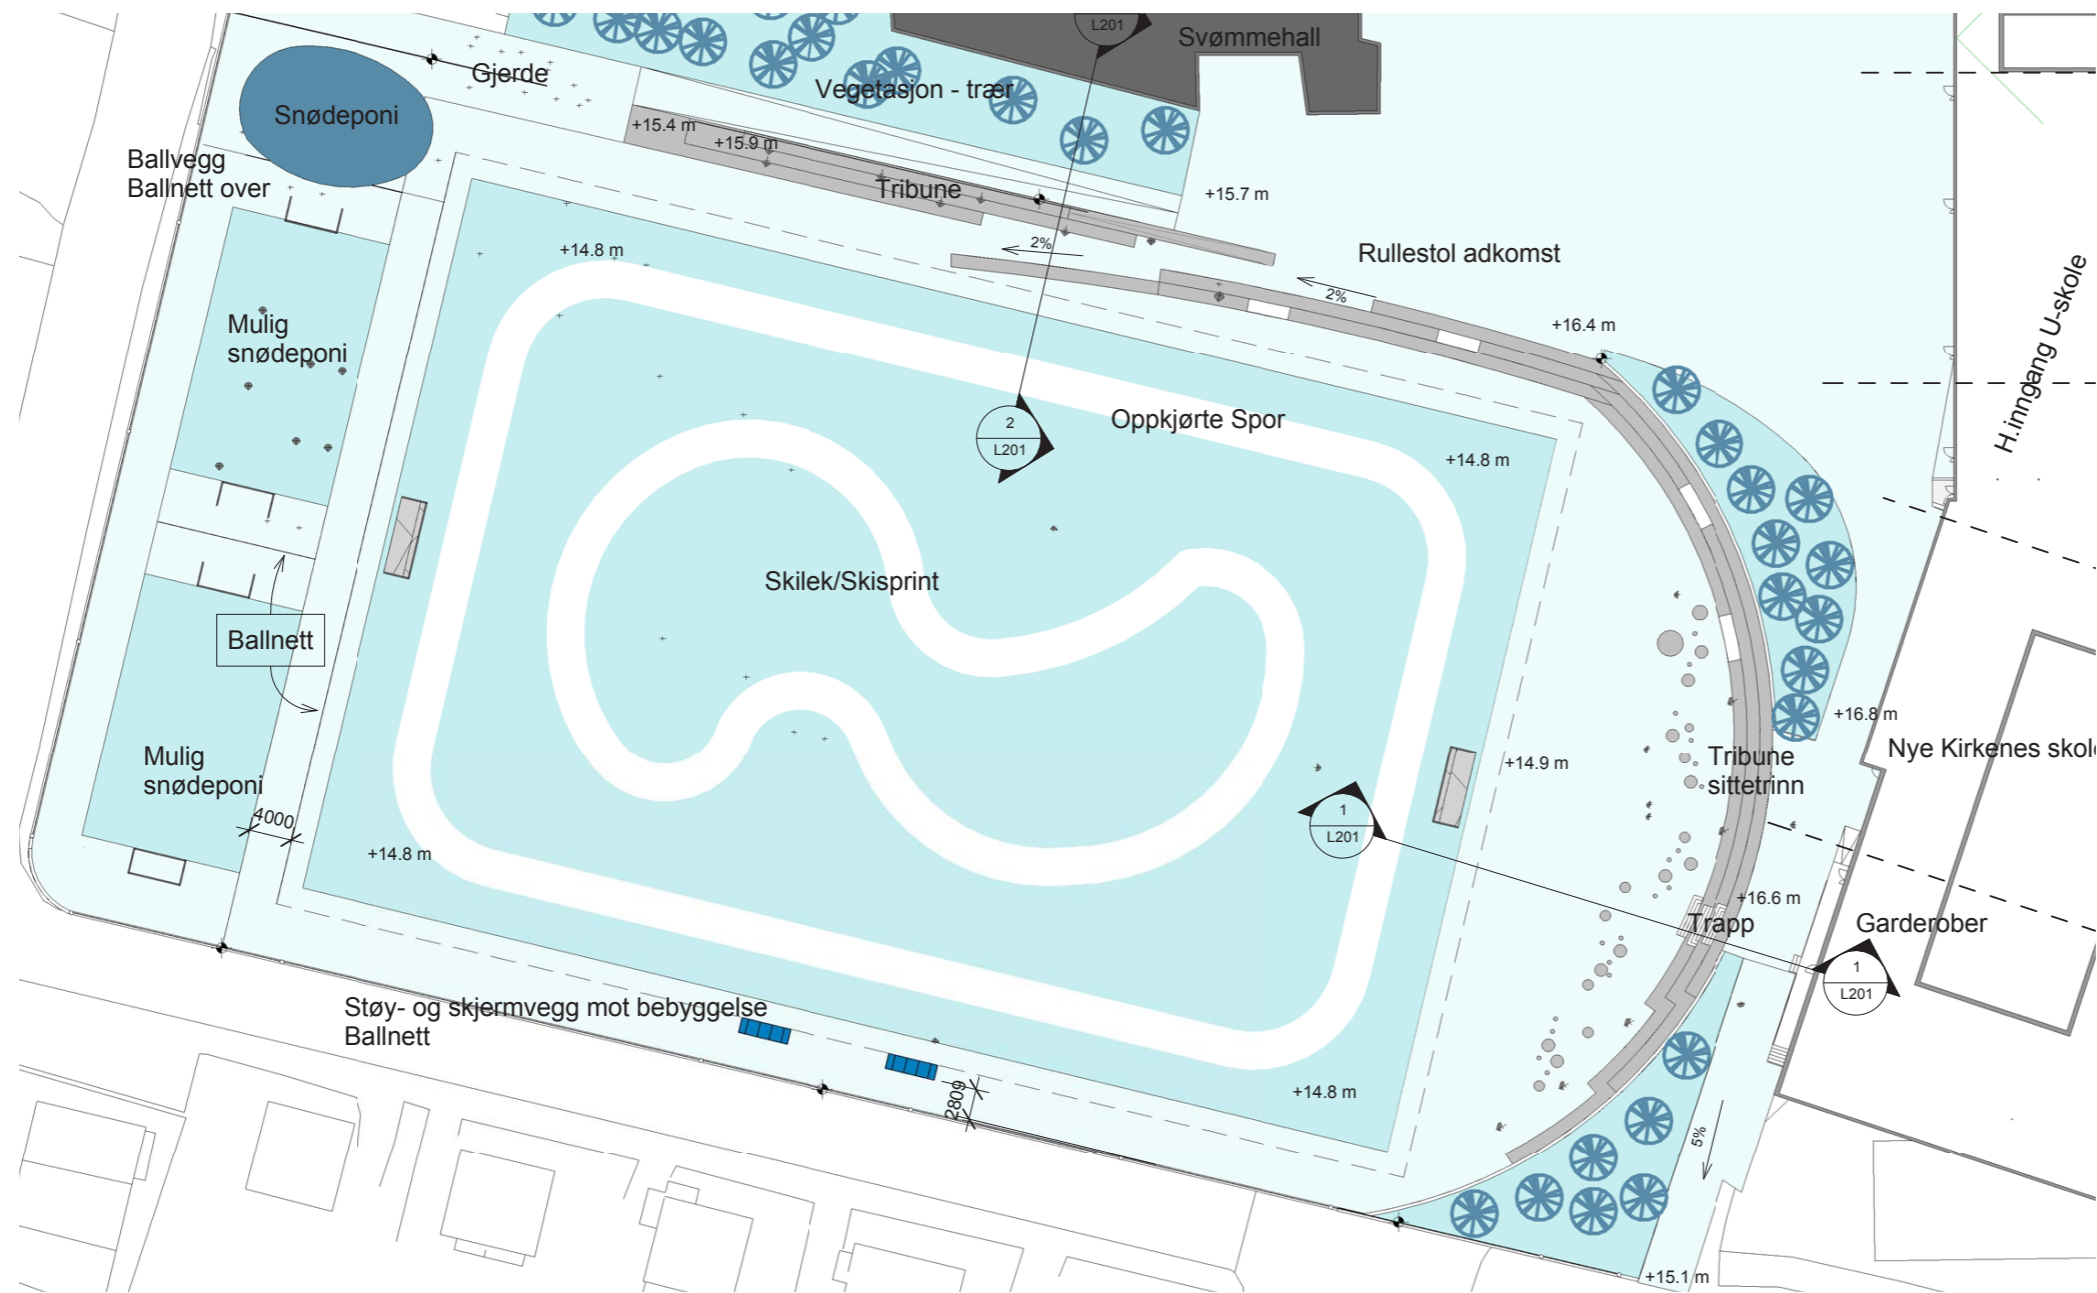 L201
Svømmehall
Gjerde
Vegetasjon - trær
Snødeponi
+15.4 m
+15.9 m
Ballvegg
Ballnett over
Tribune
+15.7 m
+14.8 m
2%
Rullestol adkomst
2%
+16.4 m
H.inngang U-skole
Mulig
snødeponi
2
L201
Oppkjørte Spor
+14.8 m
Skilek/Skisprint
Ballnett
+16.8 m
Nye Kirkenes skole
Mulig
snødeponi
+14.9 m
Tribune
sittetrinn
4000
1
L201
+14.8 m
+16.6 m
Trapp
Garderober
1
L201
Støy- og skjermvegg mot bebyggelse
Ballnett
2809
+14.8 m
5%
+15.1 m